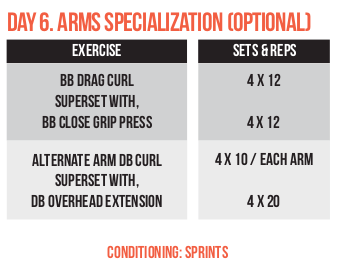 DAY 6. ARMS SPECIALIZATION (OPTIONAL)
EXERCISE SETS & REPS
BB DRAG CURL 4 X 12
SUPERSET WITH,
BB CLOSE GRIP PRESS 4 X 12
ALTERNATE ARM DB CURL 4 X 10 / EACH ARM
SUPERSET WITH,
DB OVERHEAD EXTENSION 4 X 20
CONDITIONING: SPRINTS